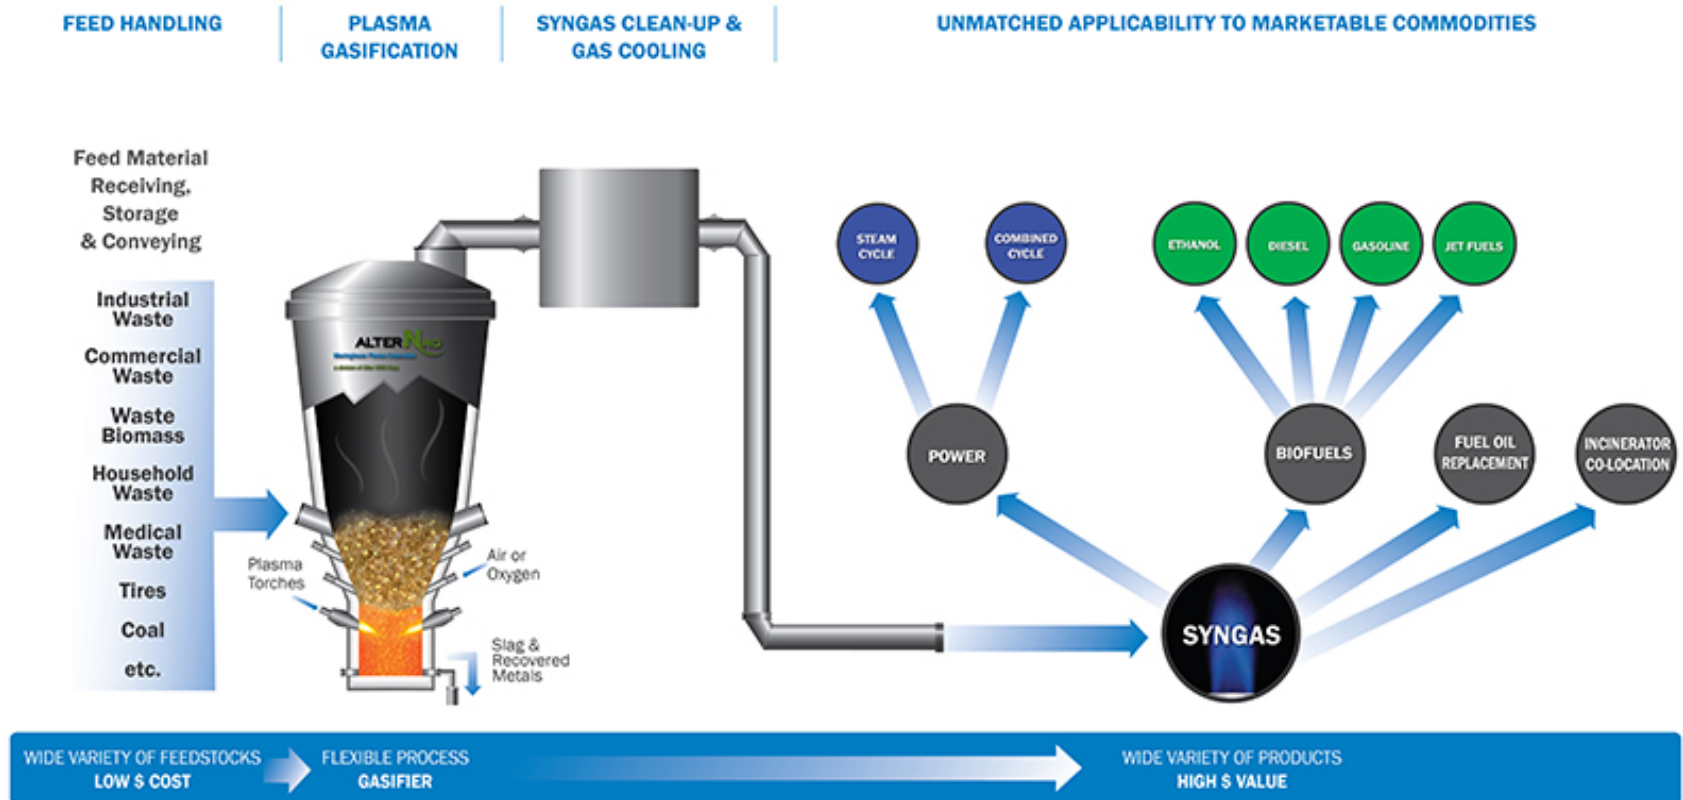 FEED HANDLING
PLASMA
GASIFICATION
SYNGAS CLEAN-UP &
GAS COOLING
UNMATCHED APPLICABILITY TO MARKETABLE COMMODITIES
Feed Material
Receiving,
Storage
& Conveying
Industrial
Waste
Commercial
Waste
Waste
Biomass
Household
Waste
Medical
Waste
Tires
Coal
etc.
ALTER NRG
Plasma
Torches
Air or
Oxygen
Slag &
Recovered
Metals
STEAM
CYCLE
COMBINED
CYCLE
ETHANOL
DIESEL
GASOLINE
JET FUELS
POWER
BIOFUELS
FUEL OIL
REPLACEMENT
INCINERATOR
CO-LOCATION
SYNGAS
WIDE VARIETY OF FEEDSTOCKS
LOW $ COST
FLEXIBLE PROCESS
GASIFIER
WIDE VARIETY OF PRODUCTS
HIGH $ VALUE